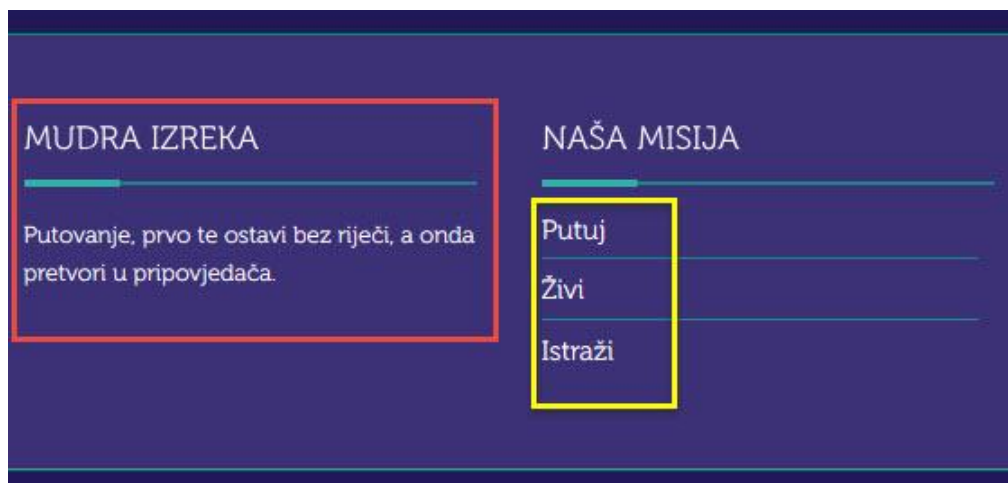 MUDRA IZREKA
Putovanje, prvo te ostavi bez riječi, a onda
pretvori u pripovjedača.
NAŠA MISIJA
Putuj
Živi
Istraži